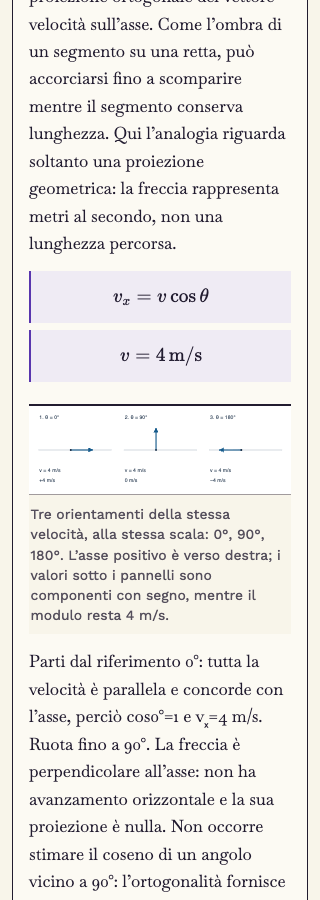 proiezione ortogonale del vettore
velocità sull’asse. Come l’ombra di
un segmento su una retta, può
accorciarsi fino a scomparire
mentre il segmento conserva
lunghezza. Qui l’analogia riguarda
soltanto una proiezione
geometrica: la freccia rappresenta
metri al secondo, non una
lunghezza percorsa.
vₓ = v cos θ
v = 4 m/s
1. θ = 0° 2. θ = 90° 3. θ = 180°
v = 4 m/s v = 4 m/s v = 4 m/s
+4 m/s 0 m/s −4 m/s
Tre orientamenti della stessa
velocità, alla stessa scala: 0°, 90°,
180°. L’asse positivo è verso destra; i
valori sotto i pannelli sono
componenti con segno, mentre il
modulo resta 4 m/s.
Parti dal riferimento 0°: tutta la
velocità è parallela e concorde con
l’asse, perciò cos0°=1 e vₓ=4 m/s.
Ruota fino a 90°. La freccia è
perpendicolare all’asse: non ha
avanzamento orizzontale e la sua
proiezione è nulla. Non occorre
stimare il coseno di un angolo
vicino a 90°: l’ortogonalità fornisce